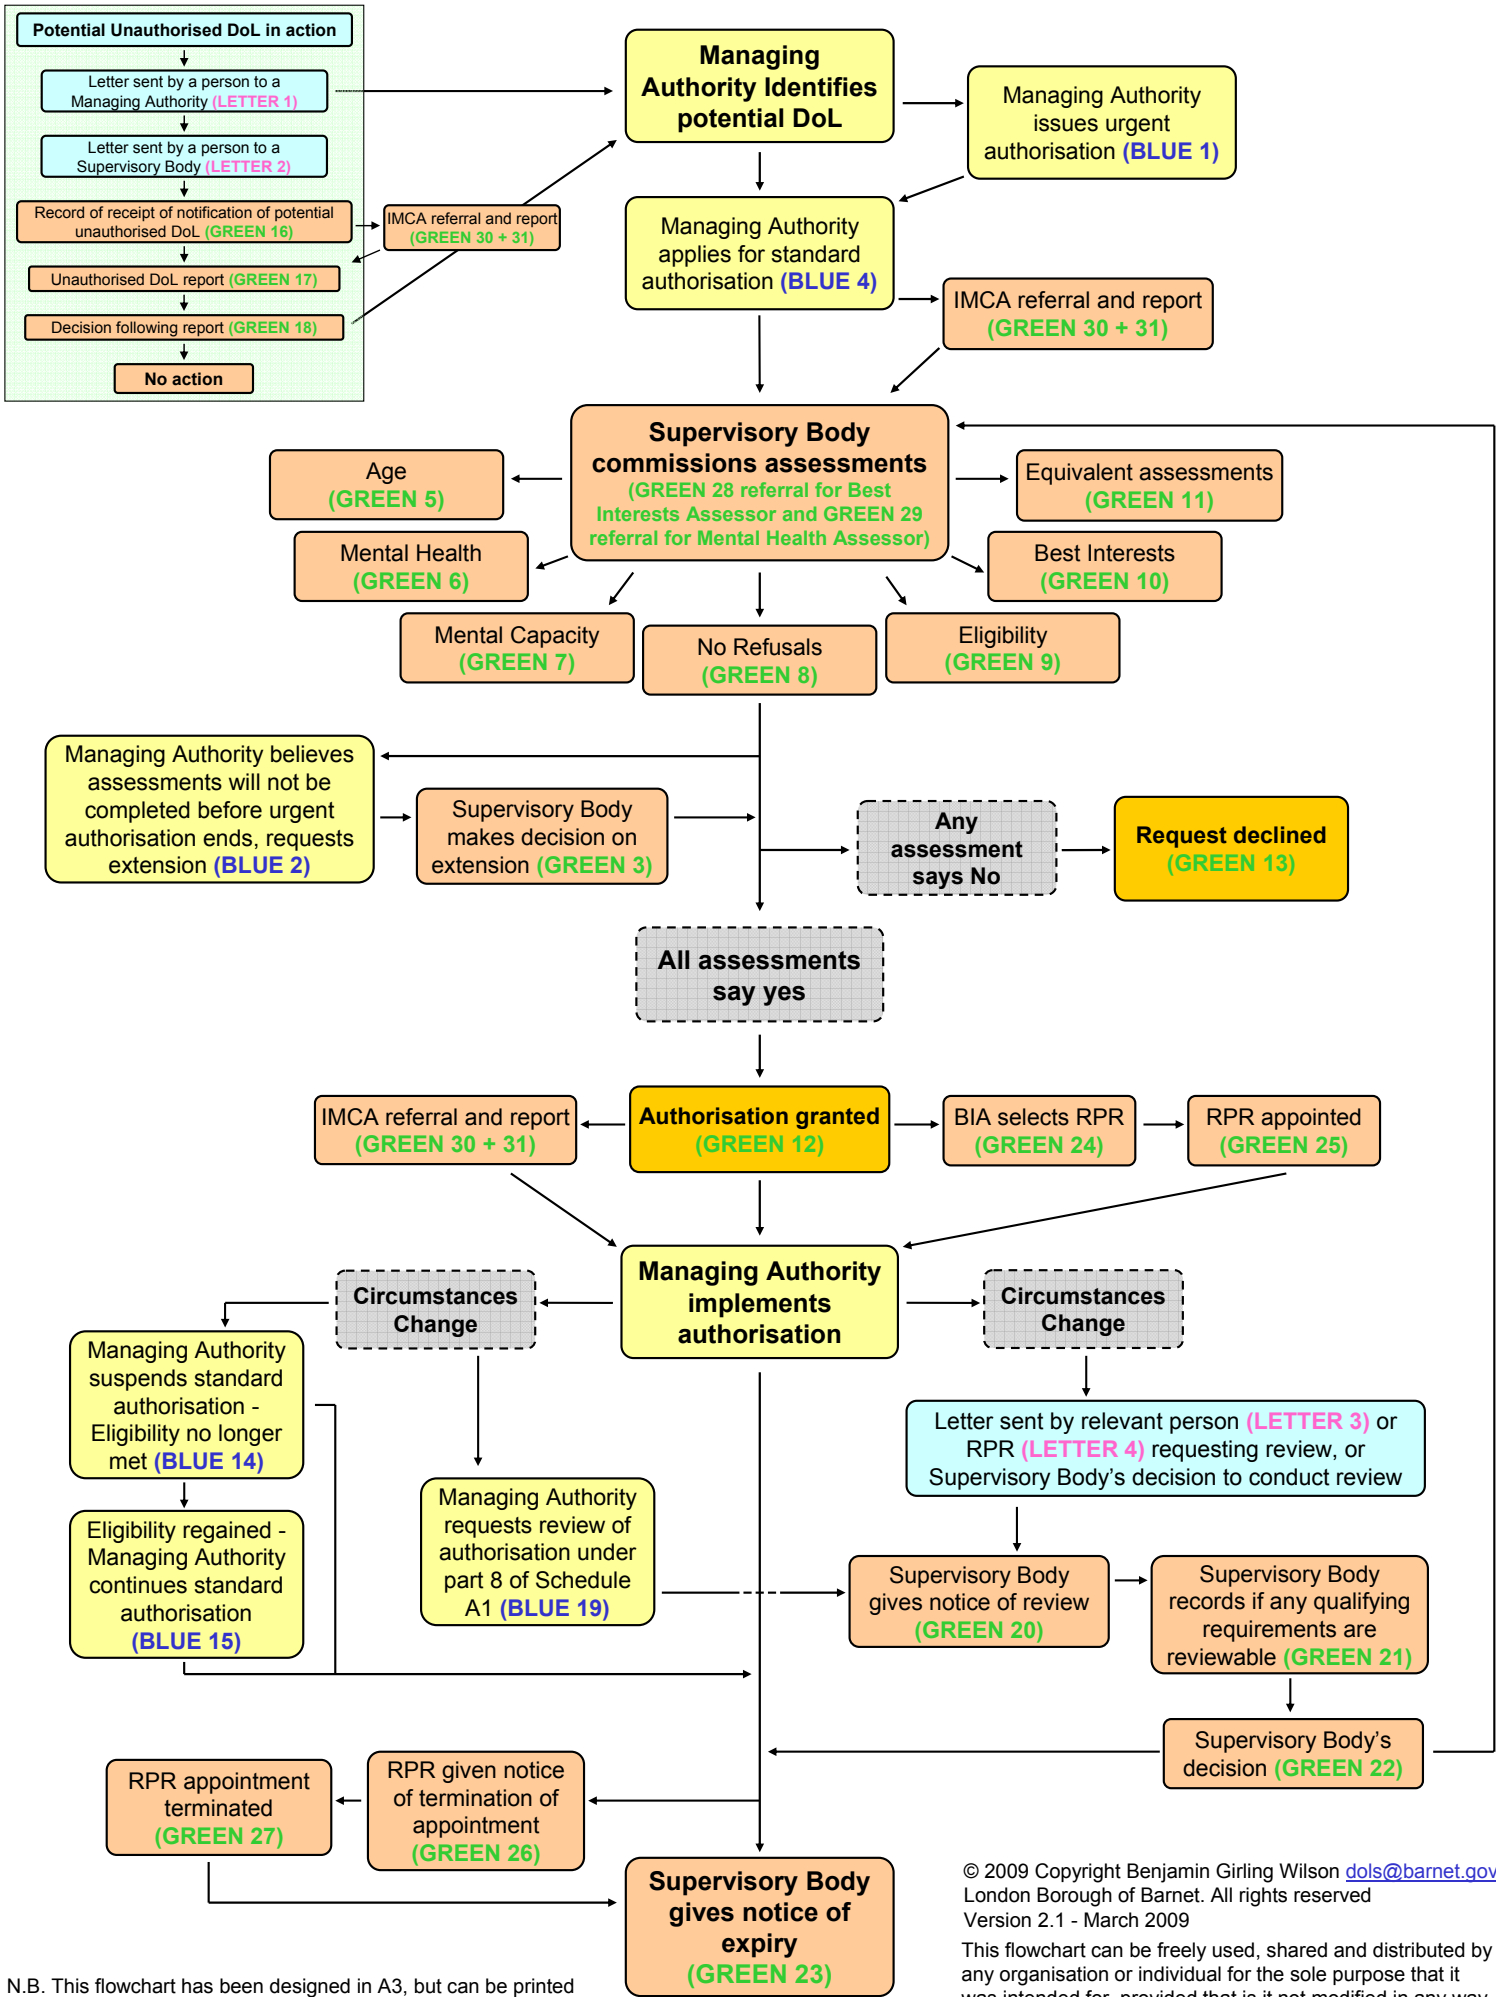 Potential Unauthorised DoL in action
Letter sent by a person to a
Managing Authority (LETTER 1)
Letter sent by a person to a
Supervisory Body (LETTER 2)
Record of receipt of notification of potential
unauthorised DoL (GREEN 16)
IMCA referral and report
(GREEN 30 + 31)
Unauthorised DoL report (GREEN 17)
Decision following report (GREEN 18)
No action
Managing
Authority Identifies
potential DoL
Managing Authority
issues urgent
authorisation (BLUE 1)
Managing Authority
applies for standard
authorisation (BLUE 4)
IMCA referral and report
(GREEN 30 + 31)
Supervisory Body
commissions assessments
(GREEN 28 referral for Best
Interests Assessor and GREEN 29
referral for Mental Health Assessor)
Age
(GREEN 5)
Mental Health
(GREEN 6)
Mental Capacity
(GREEN 7)
No Refusals
(GREEN 8)
Eligibility
(GREEN 9)
Best Interests
(GREEN 10)
Equivalent assessments
(GREEN 11)
Managing Authority believes
assessments will not be
completed before urgent
authorisation ends, requests
extension (BLUE 2)
Supervisory Body
makes decision on
extension (GREEN 3)
Any
assessment
says No
Request declined
(GREEN 13)
All assessments
say yes
IMCA referral and report
(GREEN 30 + 31)
Authorisation granted
(GREEN 12)
BIA selects RPR
(GREEN 24)
RPR appointed
(GREEN 25)
Managing Authority
implements
authorisation
Circumstances
Change
Circumstances
Change
Managing Authority
suspends standard
authorisation -
Eligibility no longer
met (BLUE 14)
Eligibility regained -
Managing Authority
continues standard
authorisation
(BLUE 15)
Managing Authority
requests review of
authorisation under
part 8 of Schedule
A1 (BLUE 19)
Letter sent by relevant person (LETTER 3) or
RPR (LETTER 4) requesting review, or
Supervisory Body's decision to conduct review
Supervisory Body
gives notice of review
(GREEN 20)
Supervisory Body
records if any qualifying
requirements are
reviewable (GREEN 21)
Supervisory Body's
decision (GREEN 22)
RPR given notice
of termination of
appointment
(GREEN 26)
RPR appointment
terminated
(GREEN 27)
Supervisory Body
gives notice of
expiry
(GREEN 23)
© 2009 Copyright Benjamin Girling Wilson dols@barnet.gov
London Borough of Barnet. All rights reserved
Version 2.1 - March 2009
This flowchart can be freely used, shared and distributed by
any organisation or individual for the sole purpose that it
was intended for, provided that is it not modified in any way
N.B. This flowchart has been designed in A3, but can be printed